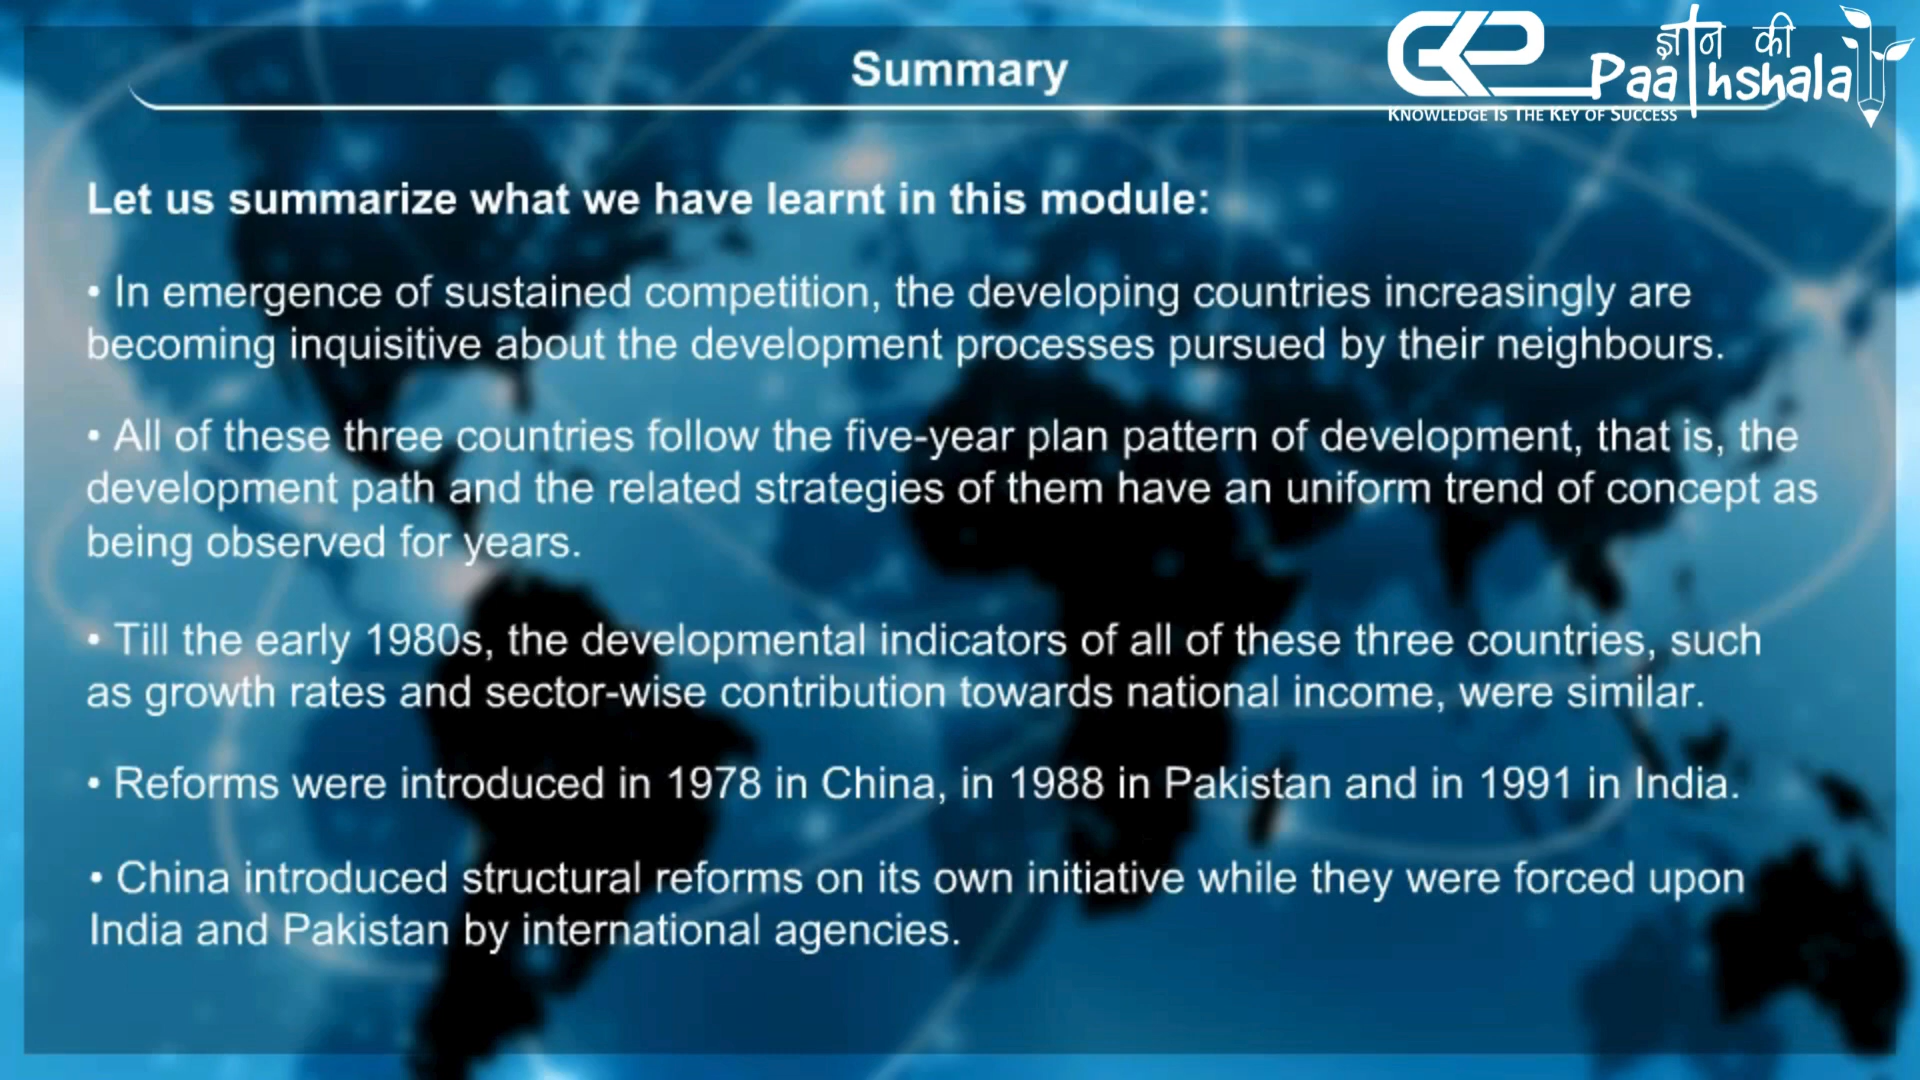 Summary
GKP
ज्ञान की
Paathshala
KNOWLEDGE IS THE KEY OF SUCCESS
Let us summarize what we have learnt in this module:
• In emergence of sustained competition, the developing countries increasingly are
becoming inquisitive about the development processes pursued by their neighbours.
• All of these three countries follow the five-year plan pattern of development, that is, the
development path and the related strategies of them have an uniform trend of concept as
being observed for years.
• Till the early 1980s, the developmental indicators of all of these three countries, such
as growth rates and sector-wise contribution towards national income, were similar.
• Reforms were introduced in 1978 in China, in 1988 in Pakistan and in 1991 in India.
• China introduced structural reforms on its own initiative while they were forced upon
India and Pakistan by international agencies.